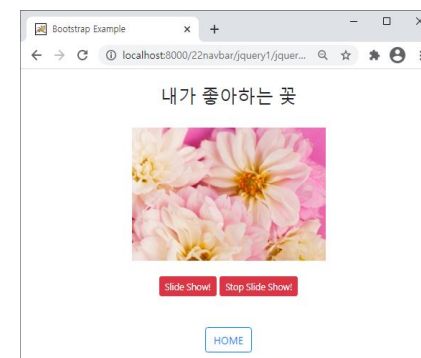 Bootstrap Example
localhost:8000/22navbar/jquery1/jquer...
내가 좋아하는 꽃
Slide Show! Stop Slide Show!
HOME